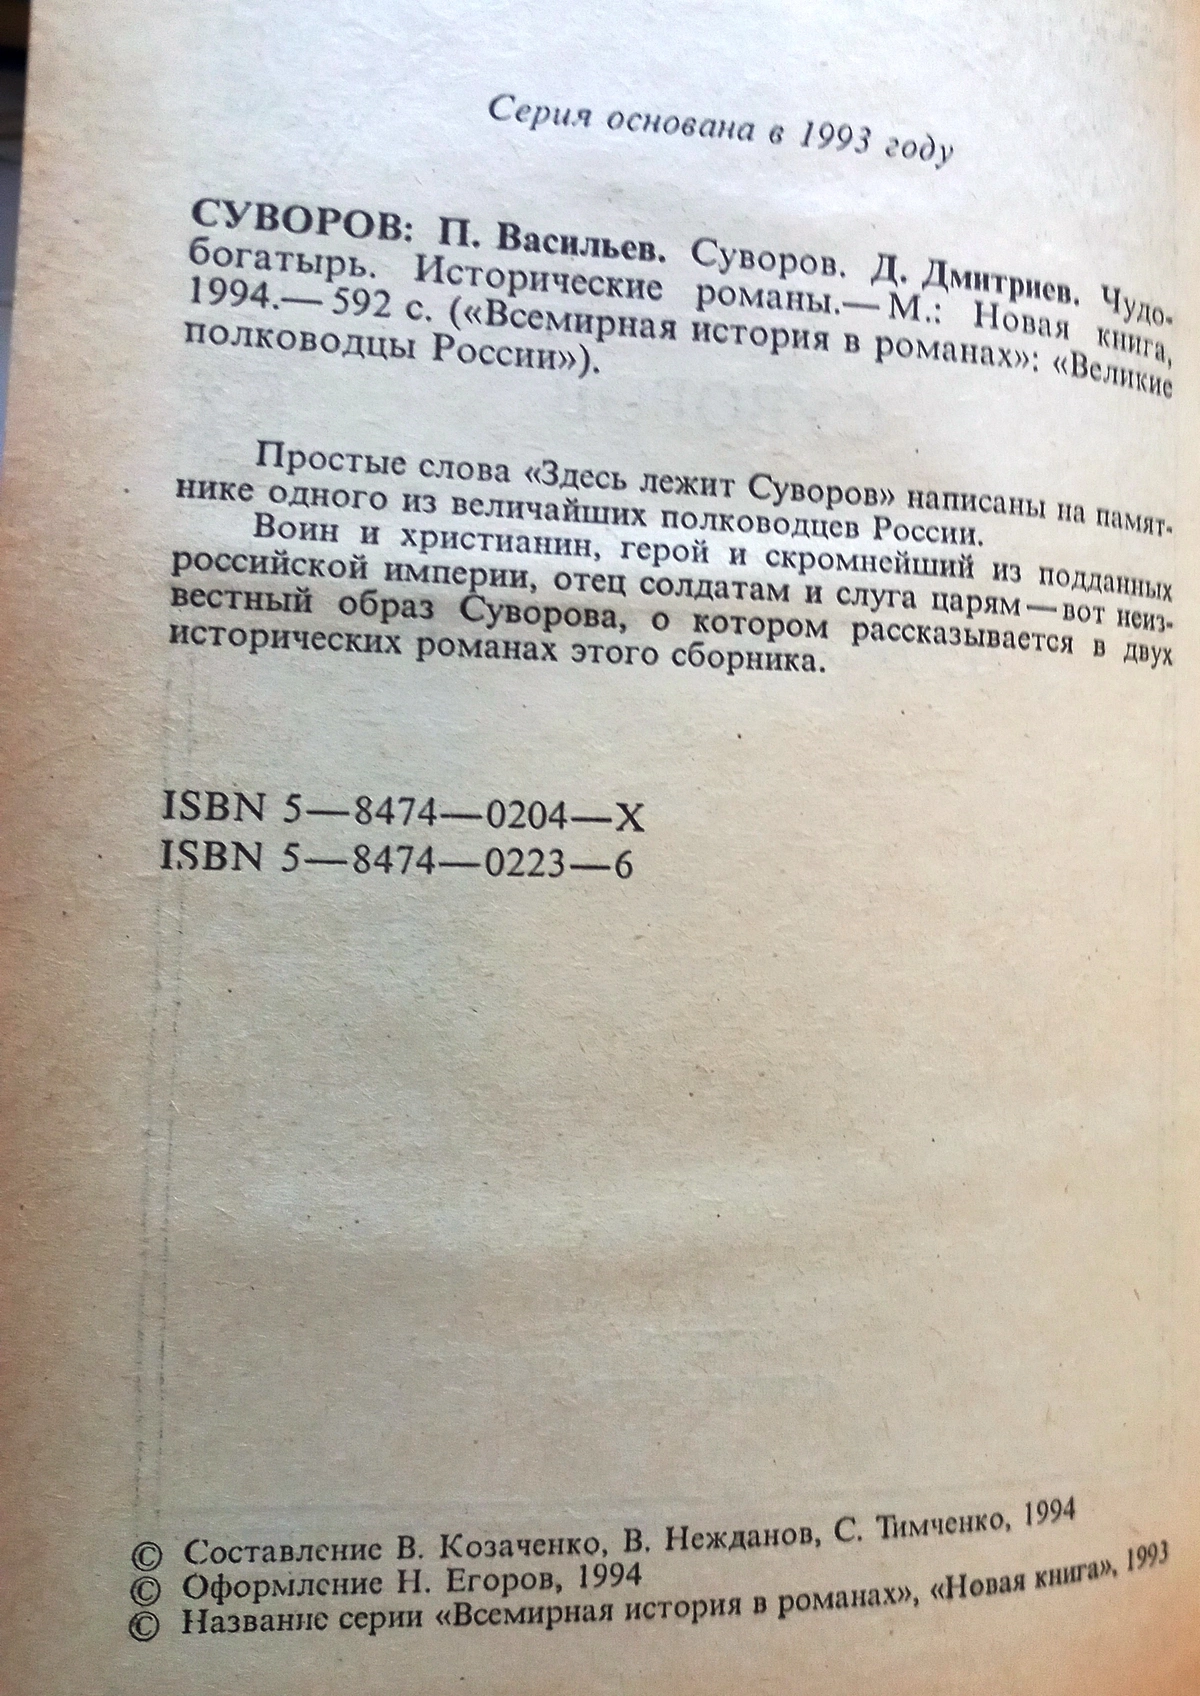 Серия основана в 1993 году
СУВОРОВ: П. Васильев. Суворов. Д. Дмитриев. Чудо-
богатырь. Исторические романы.— М.: Новая книга,
1994.— 592 с. («Всемирная история в романах»: «Великие
полководцы России»).
Простые слова «Здесь лежит Суворов» написаны на памят-
нике одного из величайших полководцев России.
Воин и христианин, герой и скромнейший из подданных
российской империи, отец солдатам и слуга царям — вот неиз-
вестный образ Суворова, о котором рассказывается в двух
исторических романах этого сборника.
ISBN 5—8474—0204—X
ISBN 5—8474—0223—6
© Составление В. Козаченко, В. Нежданов, С. Тимченко, 1994
© Оформление Н. Егоров, 1994
© Название серии «Всемирная история в романах», «Новая книга», 1993